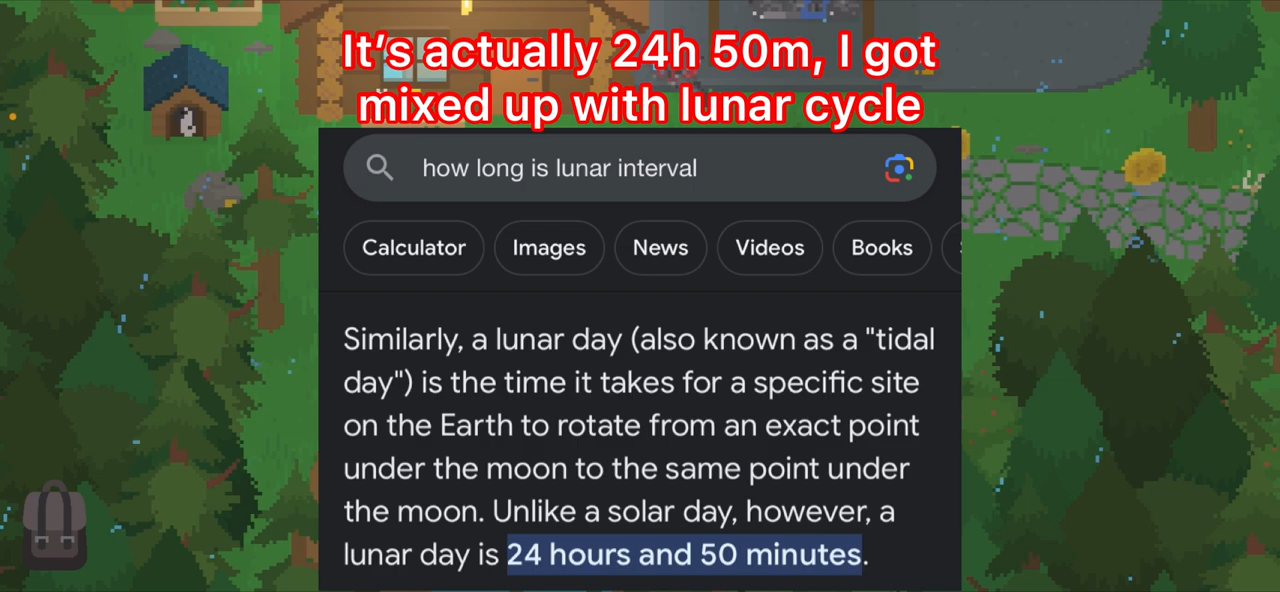 It's actually 24h 50m, I got
mixed up with lunar cycle
how long is lunar interval
Calculator Images News Videos Books
Similarly, a lunar day (also known as a "tidal
day") is the time it takes for a specific site
on the Earth to rotate from an exact point
under the moon to the same point under
the moon. Unlike a solar day, however, a
lunar day is 24 hours and 50 minutes.